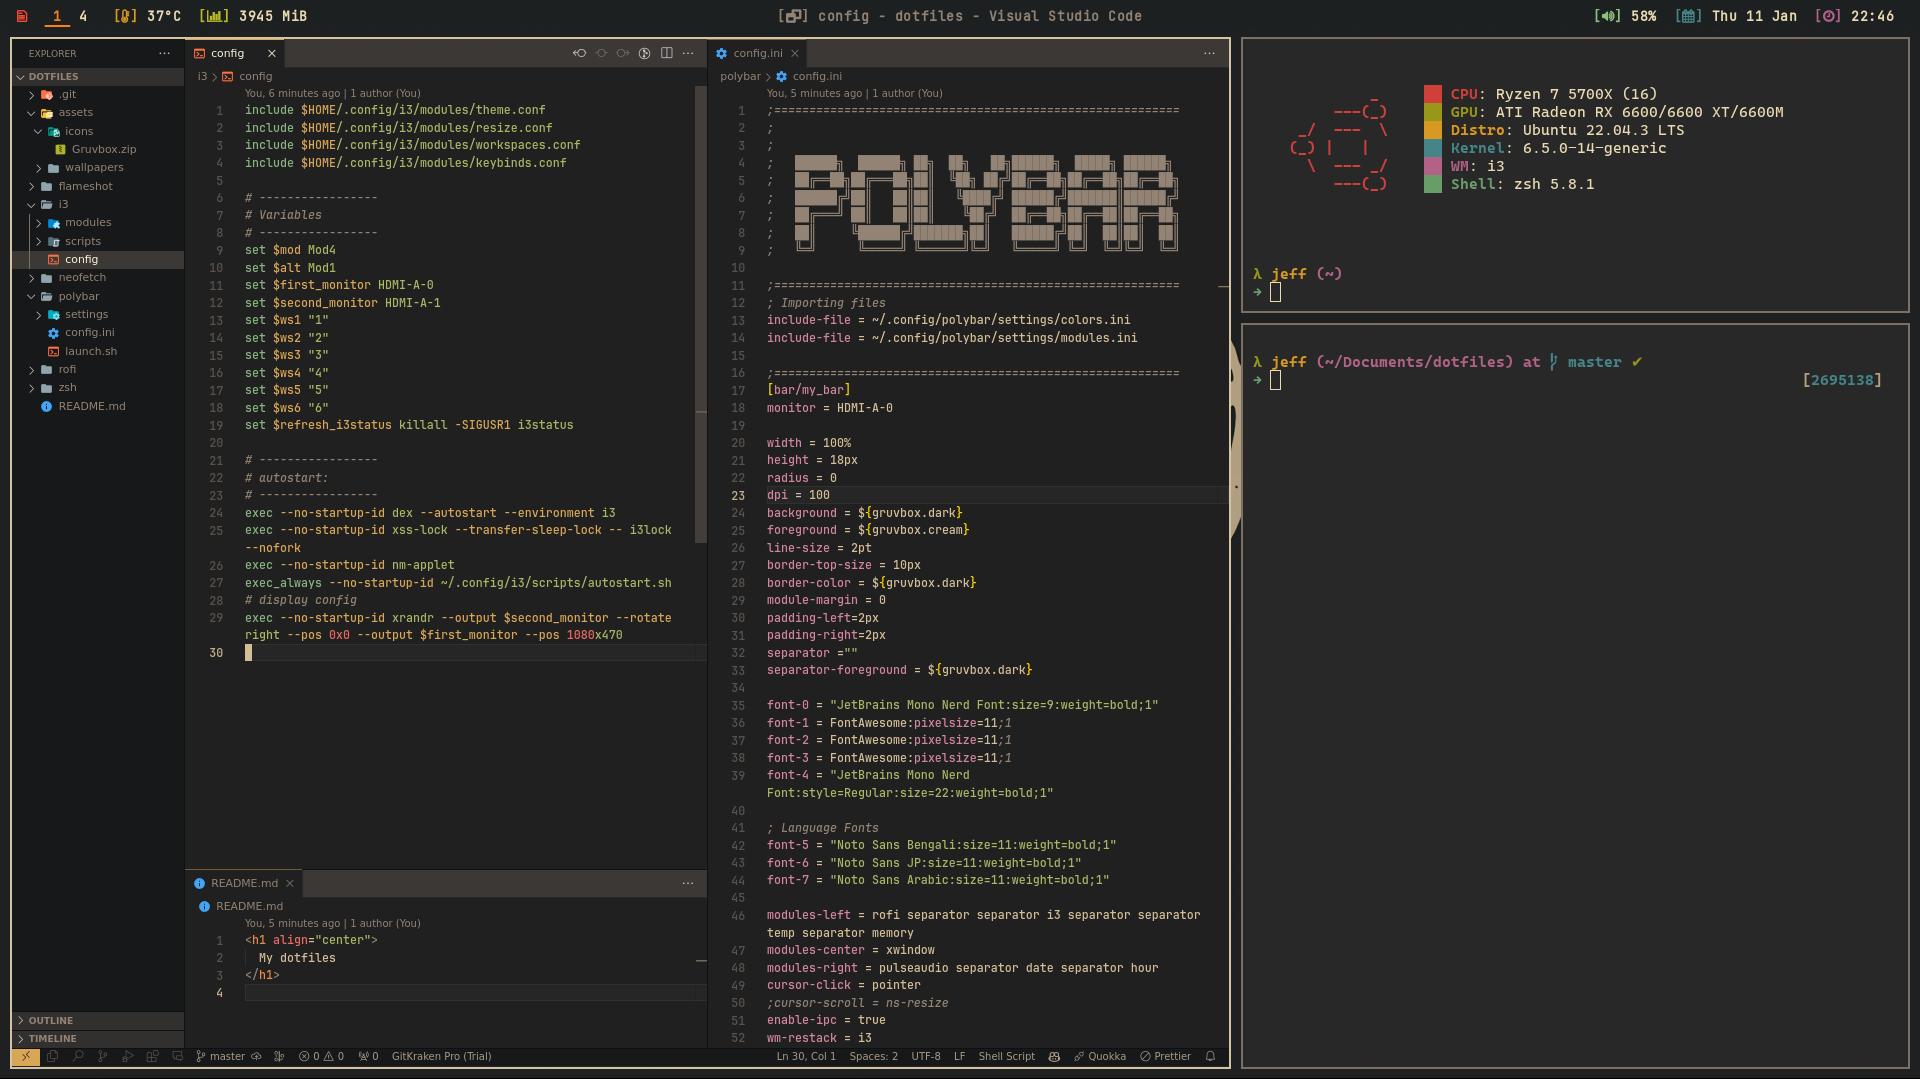 1 4 [ ] 37°C [ ] 3945 MiB
[ ] config - dotfiles - Visual Studio Code
[ ] 58% [ ] Thu 11 Jan [ ] 22:46
EXPLORER
DOTFILES
.git
assets
icons
Gruvbox.zip
wallpapers
flameshot
i3
modules
scripts
config
neofetch
polybar
settings
config.ini
launch.sh
rofi
zsh
README.md
OUTLINE
TIMELINE
config
i3 > config
You, 6 minutes ago | 1 author (You)
1 include $HOME/.config/i3/modules/theme.conf
2 include $HOME/.config/i3/modules/resize.conf
3 include $HOME/.config/i3/modules/workspaces.conf
4 include $HOME/.config/i3/modules/keybinds.conf
5
6 # -----------------
7 # Variables
8 # -----------------
9 set $mod Mod4
10 set $alt Mod1
11 set $first_monitor HDMI-A-0
12 set $second_monitor HDMI-A-1
13 set $ws1 "1"
14 set $ws2 "2"
15 set $ws3 "3"
16 set $ws4 "4"
17 set $ws5 "5"
18 set $ws6 "6"
19 set $refresh_i3status killall -SIGUSR1 i3status
20
21 # -----------------
22 # autostart:
23 # -----------------
24 exec --no-startup-id dex --autostart --environment i3
25 exec --no-startup-id xss-lock --transfer-sleep-lock -- i3lock
--nofork
26 exec --no-startup-id nm-applet
27 exec_always --no-startup-id ~/.config/i3/scripts/autostart.sh
28 # display config
29 exec --no-startup-id xrandr --output $second_monitor --rotate
right --pos 0x0 --output $first_monitor --pos 1080x470
30
README.md
README.md
You, 5 minutes ago | 1 author (You)
1 <h1 align="center">
2 My dotfiles
3 </h1>
4
config.ini
polybar > config.ini
You, 5 minutes ago | 1 author (You)
1 ;==========================================================
2 ;
3 ;
4 ;
5 ;
6 ; POLYBAR
7 ;
8 ;
9 ;
10
11 ;==========================================================
12 ; Importing files
13 include-file = ~/.config/polybar/settings/colors.ini
14 include-file = ~/.config/polybar/settings/modules.ini
15
16 ;==========================================================
17 [bar/my_bar]
18 monitor = HDMI-A-0
19
20 width = 100%
21 height = 18px
22 radius = 0
23 dpi = 100
24 background = ${gruvbox.dark}
25 foreground = ${gruvbox.cream}
26 line-size = 2pt
27 border-top-size = 10px
28 border-color = ${gruvbox.dark}
29 module-margin = 0
30 padding-left=2px
31 padding-right=2px
32 separator =""
33 separator-foreground = ${gruvbox.dark}
34
35 font-0 = "JetBrains Mono Nerd Font:size=9:weight=bold;1"
36 font-1 = FontAwesome:pixelsize=11;1
37 font-2 = FontAwesome:pixelsize=11;1
38 font-3 = FontAwesome:pixelsize=11;1
39 font-4 = "JetBrains Mono Nerd
Font:style=Regular:size=22:weight=bold;1"
40
41 ; Language Fonts
42 font-5 = "Noto Sans Bengali:size=11:weight=bold;1"
43 font-6 = "Noto Sans JP:size=11:weight=bold;1"
44 font-7 = "Noto Sans Arabic:size=11:weight=bold;1"
45
46 modules-left = rofi separator separator i3 separator separator
temp separator memory
47 modules-center = xwindow
48 modules-right = pulseaudio separator date separator hour
49 cursor-click = pointer
50 ;cursor-scroll = ns-resize
51 enable-ipc = true
52 wm-restack = i3
master 0 0 0 GitKraken Pro (Trial)
Ln 30, Col 1 Spaces: 2 UTF-8 LF Shell Script Quokka Prettier
CPU: Ryzen 7 5700X (16)
GPU: ATI Radeon RX 6600/6600 XT/6600M
Distro: Ubuntu 22.04.3 LTS
Kernel: 6.5.0-14-generic
WM: i3
Shell: zsh 5.8.1
λ jeff (~)
➜
λ jeff (~/Documents/dotfiles) at master ✔
➜ [2695138]